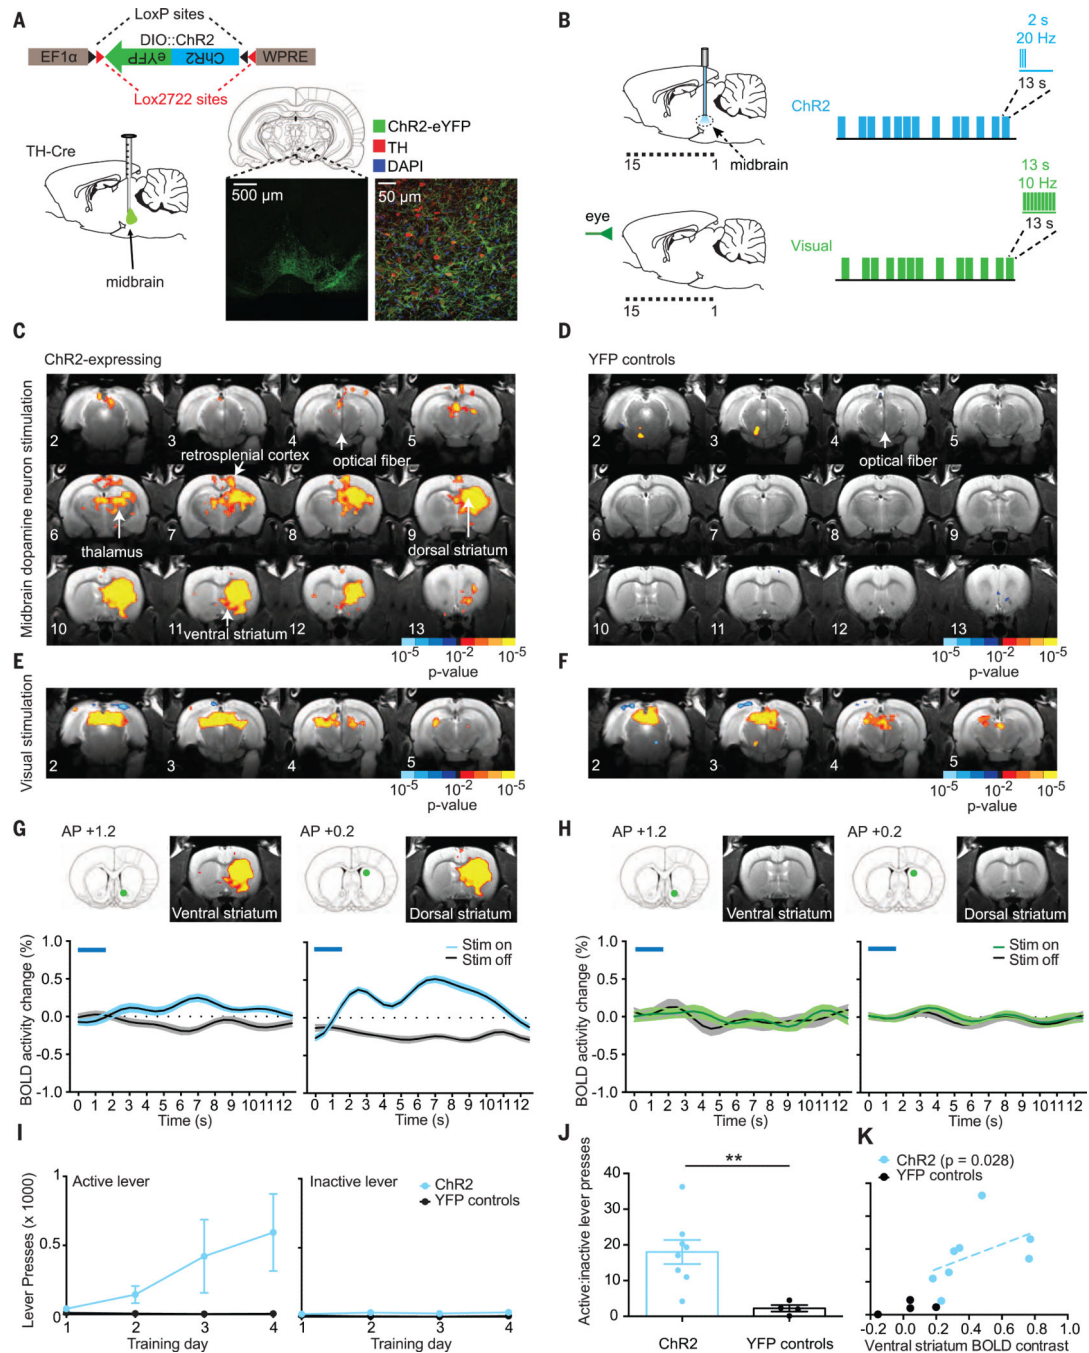 A
LoxP sites
DIO::ChR2
EF1α
eYFP
ChR2
WPRE
Lox2722 sites
TH-Cre
midbrain
ChR2-eYFP
TH
DAPI
500 µm
50 µm
B
2 s
20 Hz
13 s
ChR2
15
1
midbrain
13 s
10 Hz
13 s
eye
Visual
15
1
C
ChR2-expressing
Midbrain dopamine neuron stimulation
2
3
4
5
optical fiber
retrosplenial cortex
6
7
8
9
thalamus
dorsal striatum
10
11
12
13
ventral striatum
10-5
10-2
10-5
p-value
D
YFP controls
2
3
4
5
optical fiber
6
7
8
9
10
11
12
13
10-5
10-2
10-5
p-value
E
Visual stimulation
2
3
4
5
10-5
10-2
10-5
p-value
F
2
3
4
5
10-5
10-2
10-5
p-value
G
AP +1.2
Ventral striatum
AP +0.2
Dorsal striatum
BOLD activity change (%)
1.0
0.5
0.0
-0.5
-1.0
Stim on
Stim off
0 1 2 3 4 5 6 7 8 9 10 11 12
Time (s)
0 1 2 3 4 5 6 7 8 9 10 11 12
Time (s)
H
AP +1.2
Ventral striatum
AP +0.2
Dorsal striatum
BOLD activity change (%)
1.0
0.5
0.0
-0.5
-1.0
Stim on
Stim off
0 1 2 3 4 5 6 7 8 9 10 11 12
Time (s)
0 1 2 3 4 5 6 7 8 9 10 11 12
Time (s)
I
Lever Presses (x 1000)
1
0.5
0
Active lever
1 2 3 4
Training day
Inactive lever
ChR2
YFP controls
1 2 3 4
Training day
J
Active:inactive lever presses
40
30
20
10
0
**
ChR2
YFP controls
K
ChR2 (p = 0.028)
YFP controls
-0.2 0.0 0.2 0.4 0.6 0.8 1.0
Ventral striatum BOLD contrast